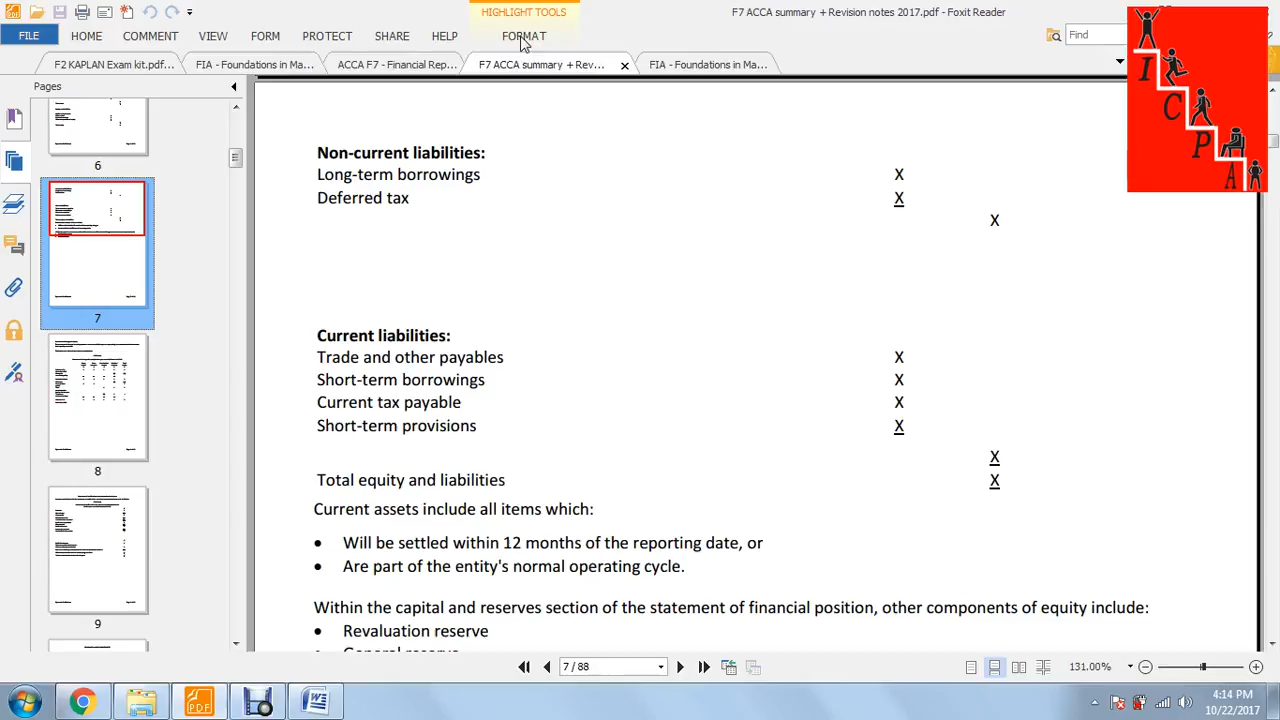 HIGHLIGHT TOOLS
F7 ACCA summary + Revision notes 2017.pdf - Foxit Reader
FILE HOME COMMENT VIEW FORM PROTECT SHARE HELP FORMAT
Find
F2 KAPLAN Exam kit.pdf... FIA - Foundations in Ma... ACCA F7 - Financial Rep... F7 ACCA summary + Rev... FIA - Foundations in Ma...
I
C
P
A
Pages
6
7
8
9
Non-current liabilities:
Long-term borrowings X
Deferred tax X
X
Current liabilities:
Trade and other payables X
Short-term borrowings X
Current tax payable X
Short-term provisions X
X
Total equity and liabilities X
Current assets include all items which:
• Will be settled within 12 months of the reporting date, or
• Are part of the entity's normal operating cycle.
Within the capital and reserves section of the statement of financial position, other components of equity include:
• Revaluation reserve
General reserve
7 / 88
131.00%
PDF
4:14 PM
10/22/2017